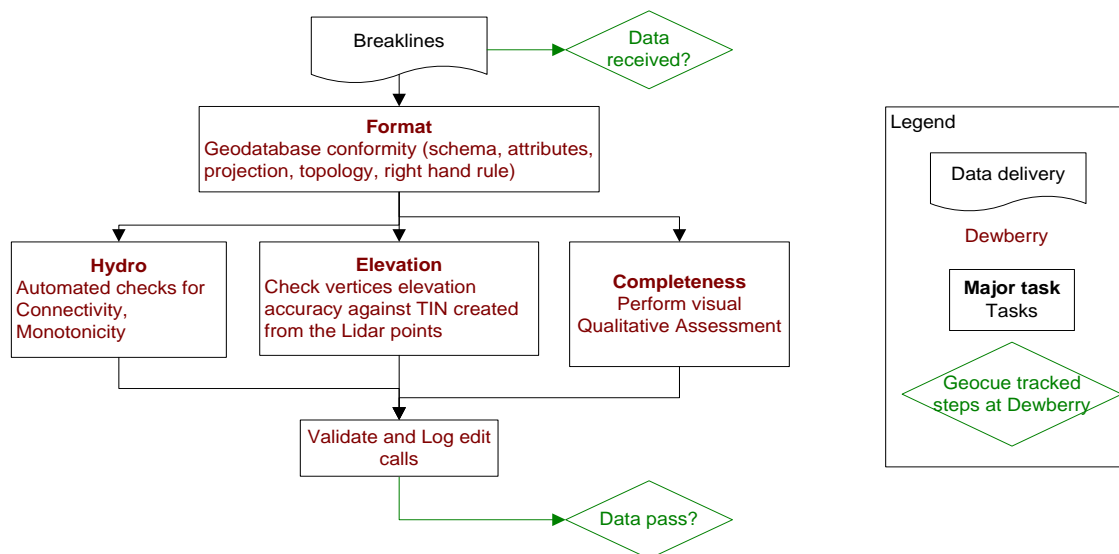 Breaklines
Data
received?
Format
Geodatabase conformity (schema, attributes,
projection, topology, right hand rule)
Hydro
Automated checks for
Connectivity,
Monotonicity
Elevation
Check vertices elevation
accuracy against TIN created
from the Lidar points
Completeness
Perform visual
Qualitative Assessment
Validate and Log edit
calls
Data pass?
Legend
Data delivery
Dewberry
Major task
Tasks
Geocue tracked
steps at Dewberry